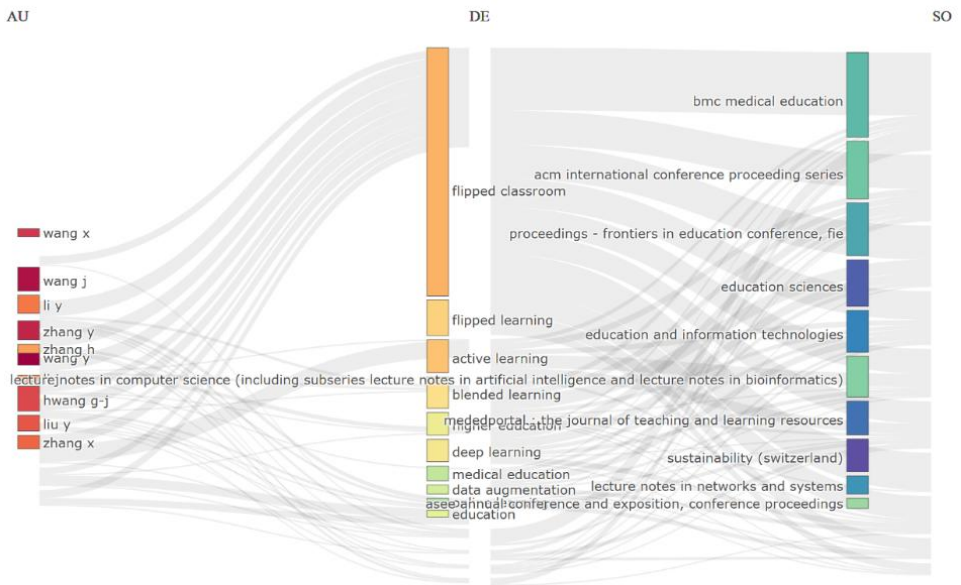 AU
DE
SO
wang x
wang j
li y
zhang y
zhang h
wang y
hwang g-j
liu y
zhang x
flipped classroom
flipped learning
active learning
blended learning
higher education
deep learning
medical education
data augmentation
education
bmc medical education
acm international conference proceeding series
proceedings - frontiers in education conference, fie
education sciences
education and information technologies
lecture notes in computer science (including subseries lecture notes in artificial intelligence and lecture notes in bioinformatics)
mededportal : the journal of teaching and learning resources
sustainability (switzerland)
lecture notes in networks and systems
asee annual conference and exposition, conference proceedings